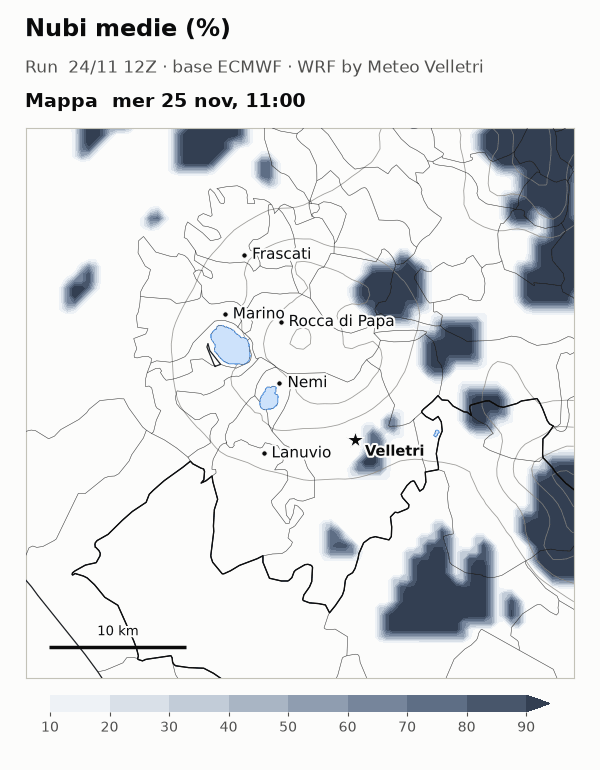 Nubi medie (%)
Run  24/11 12Z · base ECMWF · WRF by Meteo Velletri
Mappa  mer 25 nov, 11:00
Frascati
Marino
Rocca di Papa
Nemi
Velletri
Lanuvio
10 km
10 20 30 40 50 60 70 80 90